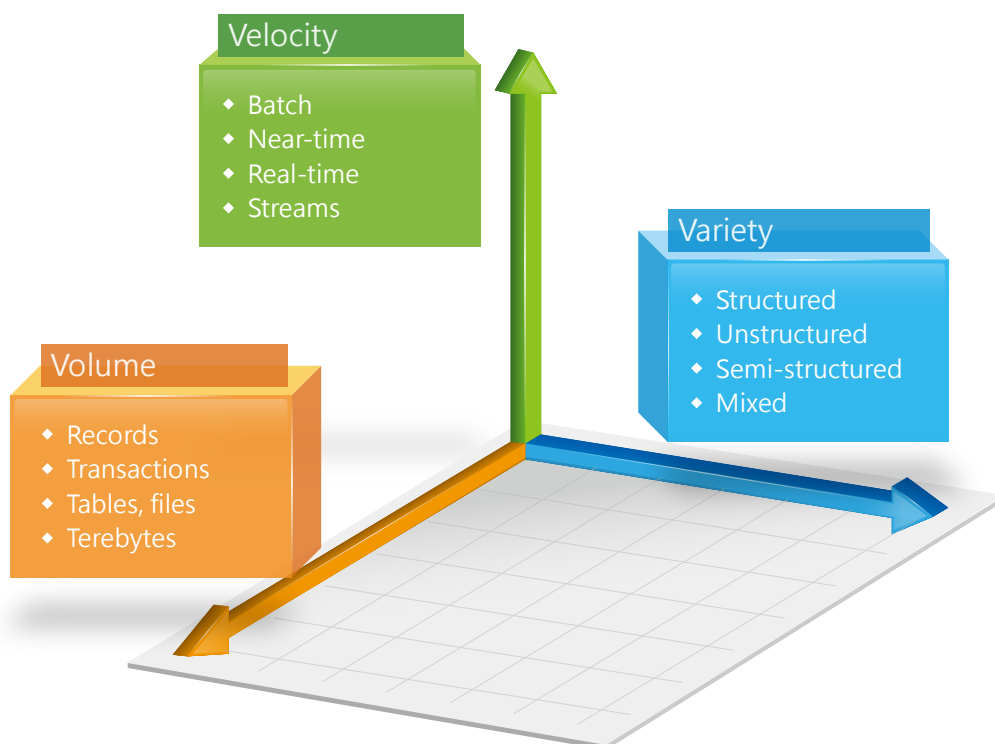 Velocity
Batch
Near-time
Real-time
Streams
Variety
Structured
Unstructured
Semi-structured
Mixed
Volume
Records
Transactions
Tables, files
Terebytes